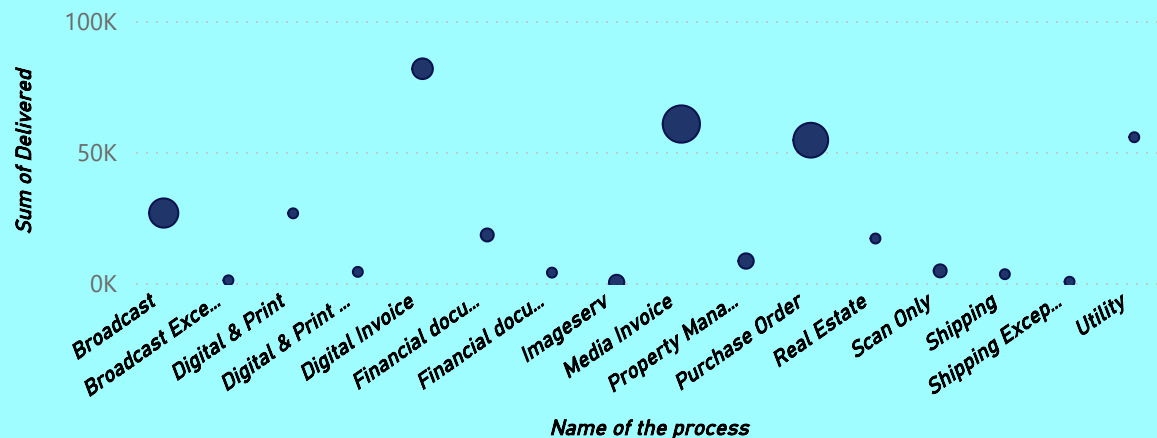 100K
50K
0K
Sum of Delivered
Broadcast
Broadcast Exce...
Digital & Print
Digital & Print ...
Digital Invoice
Financial docu...
Financial docu...
Imageserv
Media Invoice
Property Mana...
Purchase Order
Real Estate
Scan Only
Shipping
Shipping Excep...
Utility
Name of the process